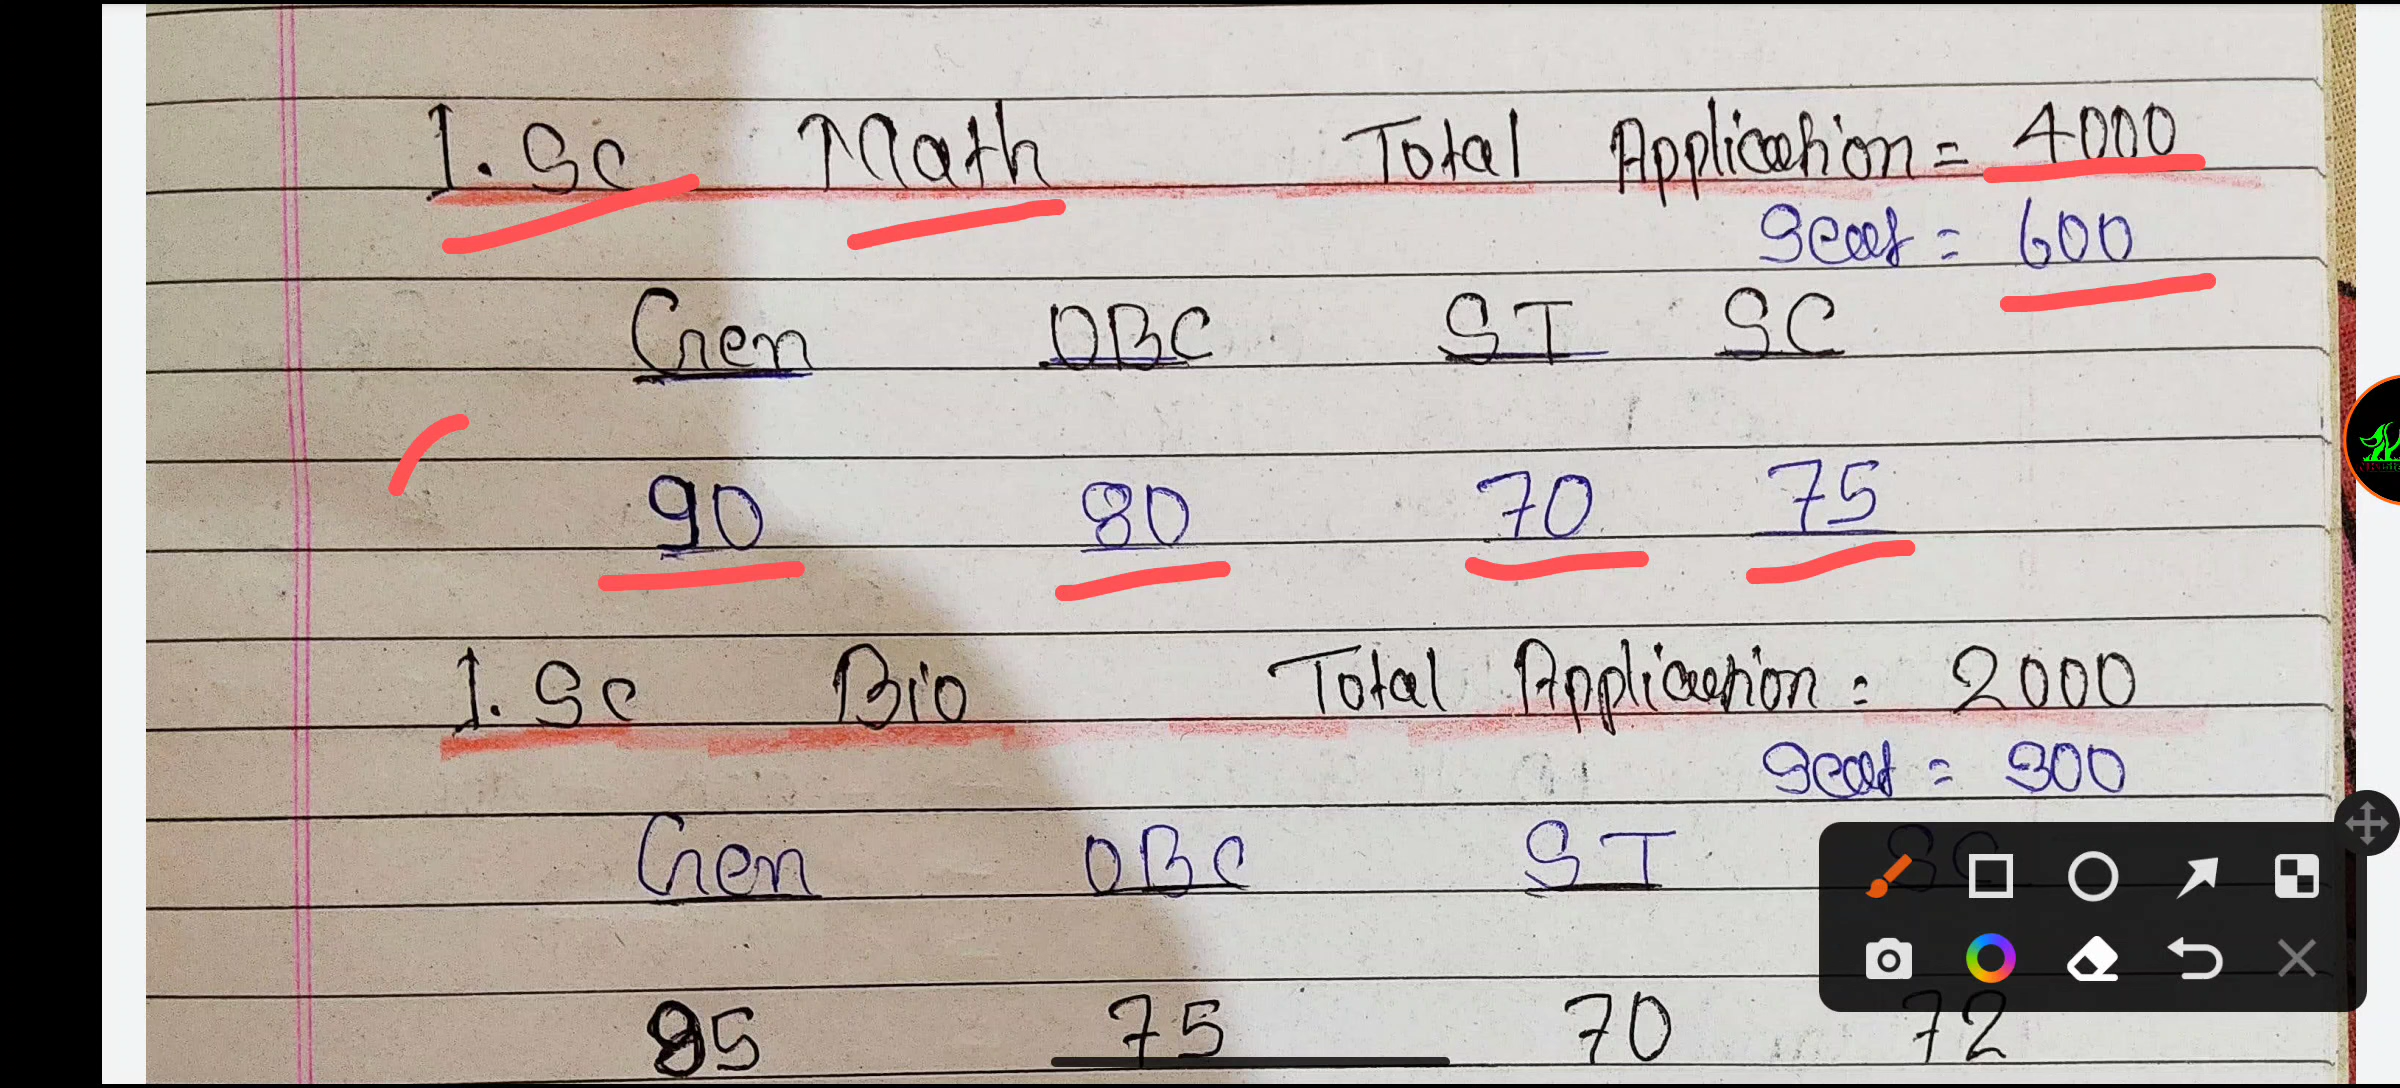 I.Sc Math Total Application = 4000
Seat = 600
Gen OBC ST SC
90 80 70 75
I.Sc Bio Total Application = 2000
Seat = 300
Gen OBC ST SC
85 75 70 72